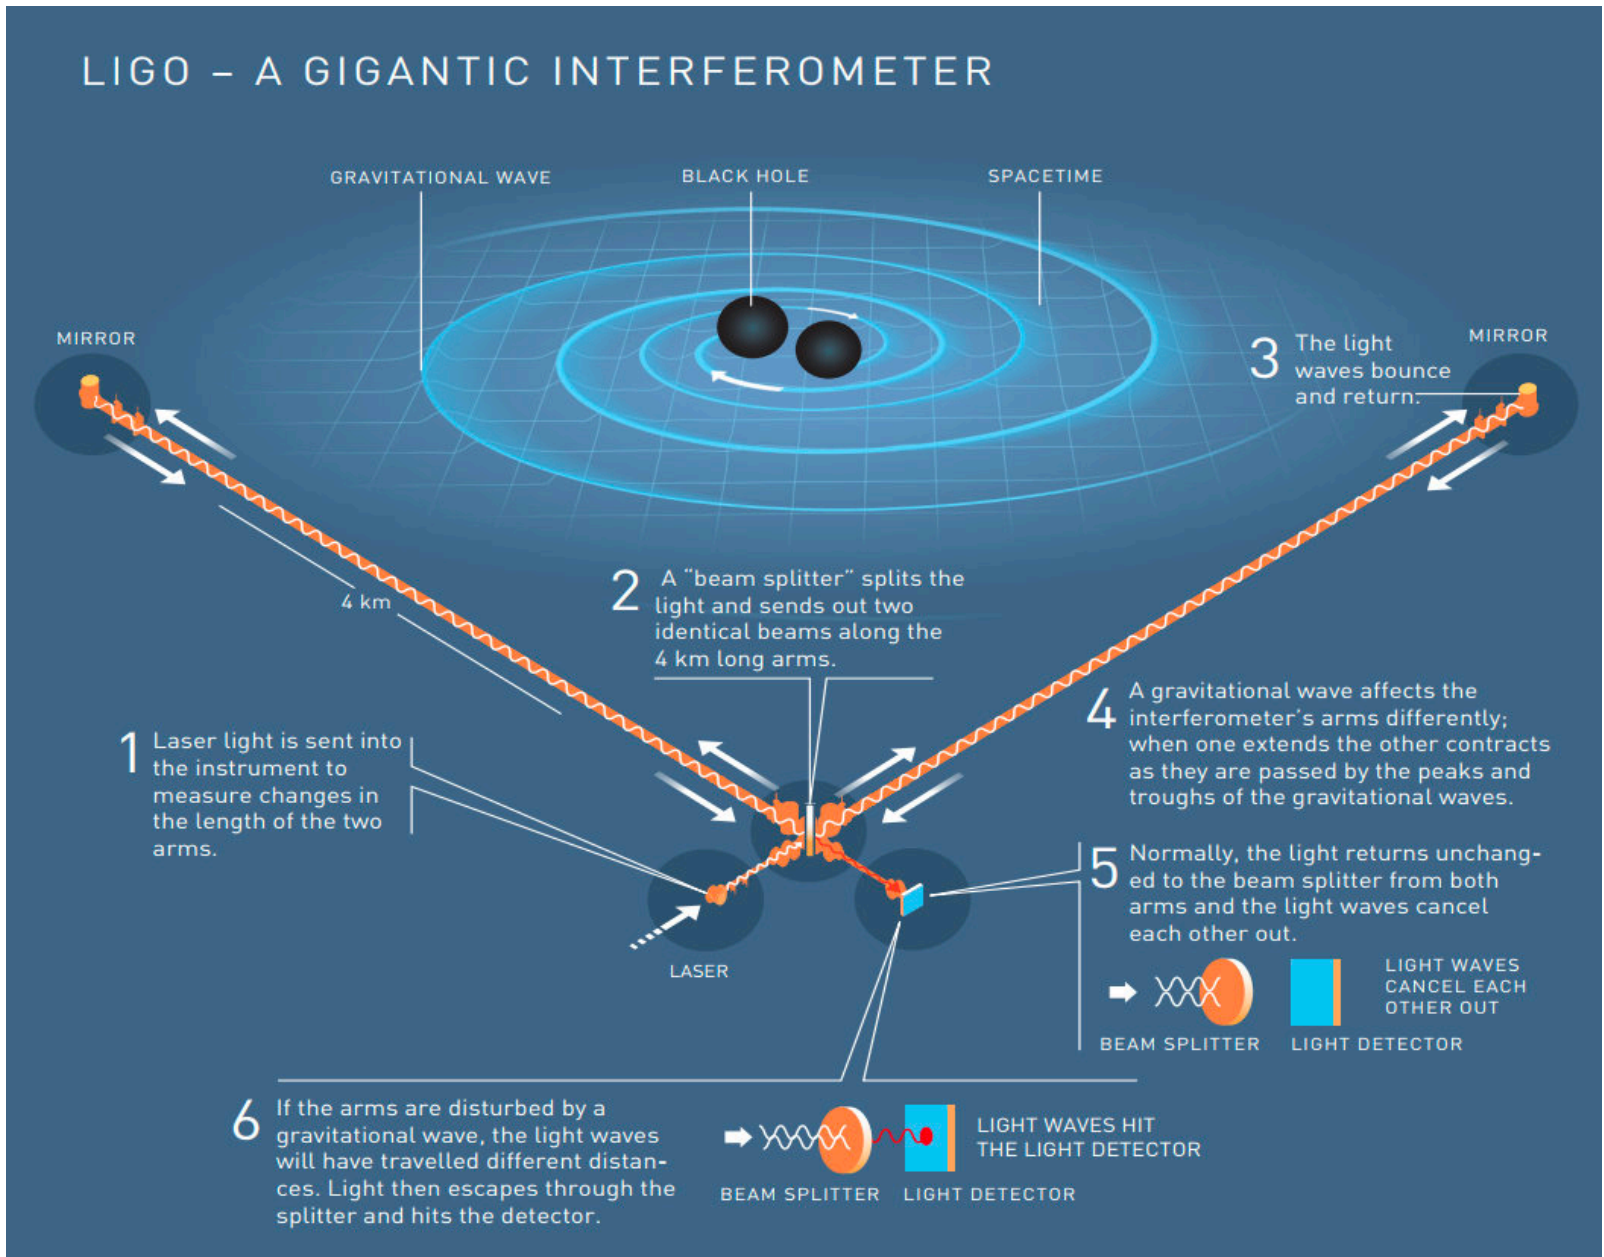 LIGO – A GIGANTIC INTERFEROMETER
GRAVITATIONAL WAVE
BLACK HOLE
SPACETIME
MIRROR
3
The light
waves bounce
and return.
MIRROR
4 km
2
A “beam splitter” splits the
light and sends out two
identical beams along the
4 km long arms.
1
Laser light is sent into
the instrument to
measure changes in
the length of the two
arms.
4
A gravitational wave affects the
interferometer's arms differently;
when one extends the other contracts
as they are passed by the peaks and
troughs of the gravitational waves.
5
Normally, the light returns unchang-
ed to the beam splitter from both
arms and the light waves cancel
each other out.
LASER
LIGHT WAVES
CANCEL EACH
OTHER OUT
BEAM SPLITTER
LIGHT DETECTOR
6
If the arms are disturbed by a
gravitational wave, the light waves
will have travelled different distan-
ces. Light then escapes through the
splitter and hits the detector.
LIGHT WAVES HIT
THE LIGHT DETECTOR
BEAM SPLITTER
LIGHT DETECTOR